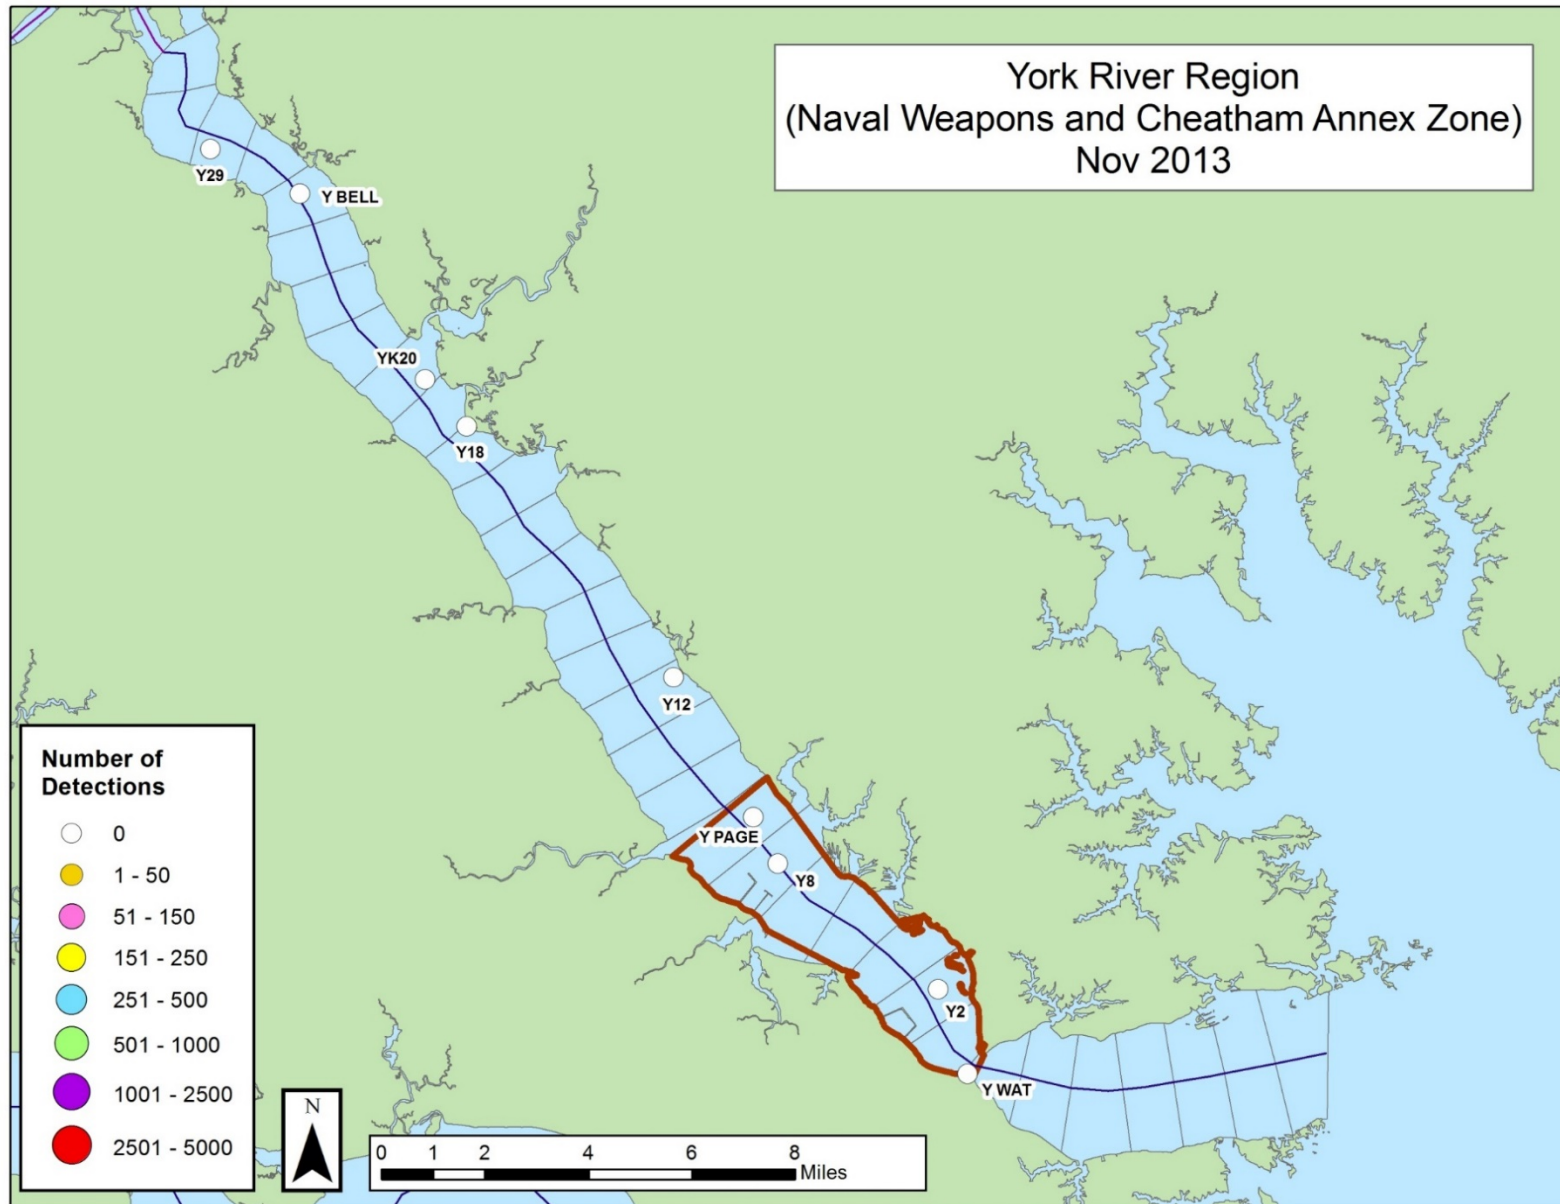 York River Region
(Naval Weapons and Cheatham Annex Zone)
Nov 2013
Y29
Y BELL
YK20
Y18
Y12
Y PAGE
Y8
Y2
Y WAT
Number of
Detections
0
1 - 50
51 - 150
151 - 250
251 - 500
501 - 1000
1001 - 2500
2501 - 5000
N
0 1 2 4 6 8
Miles